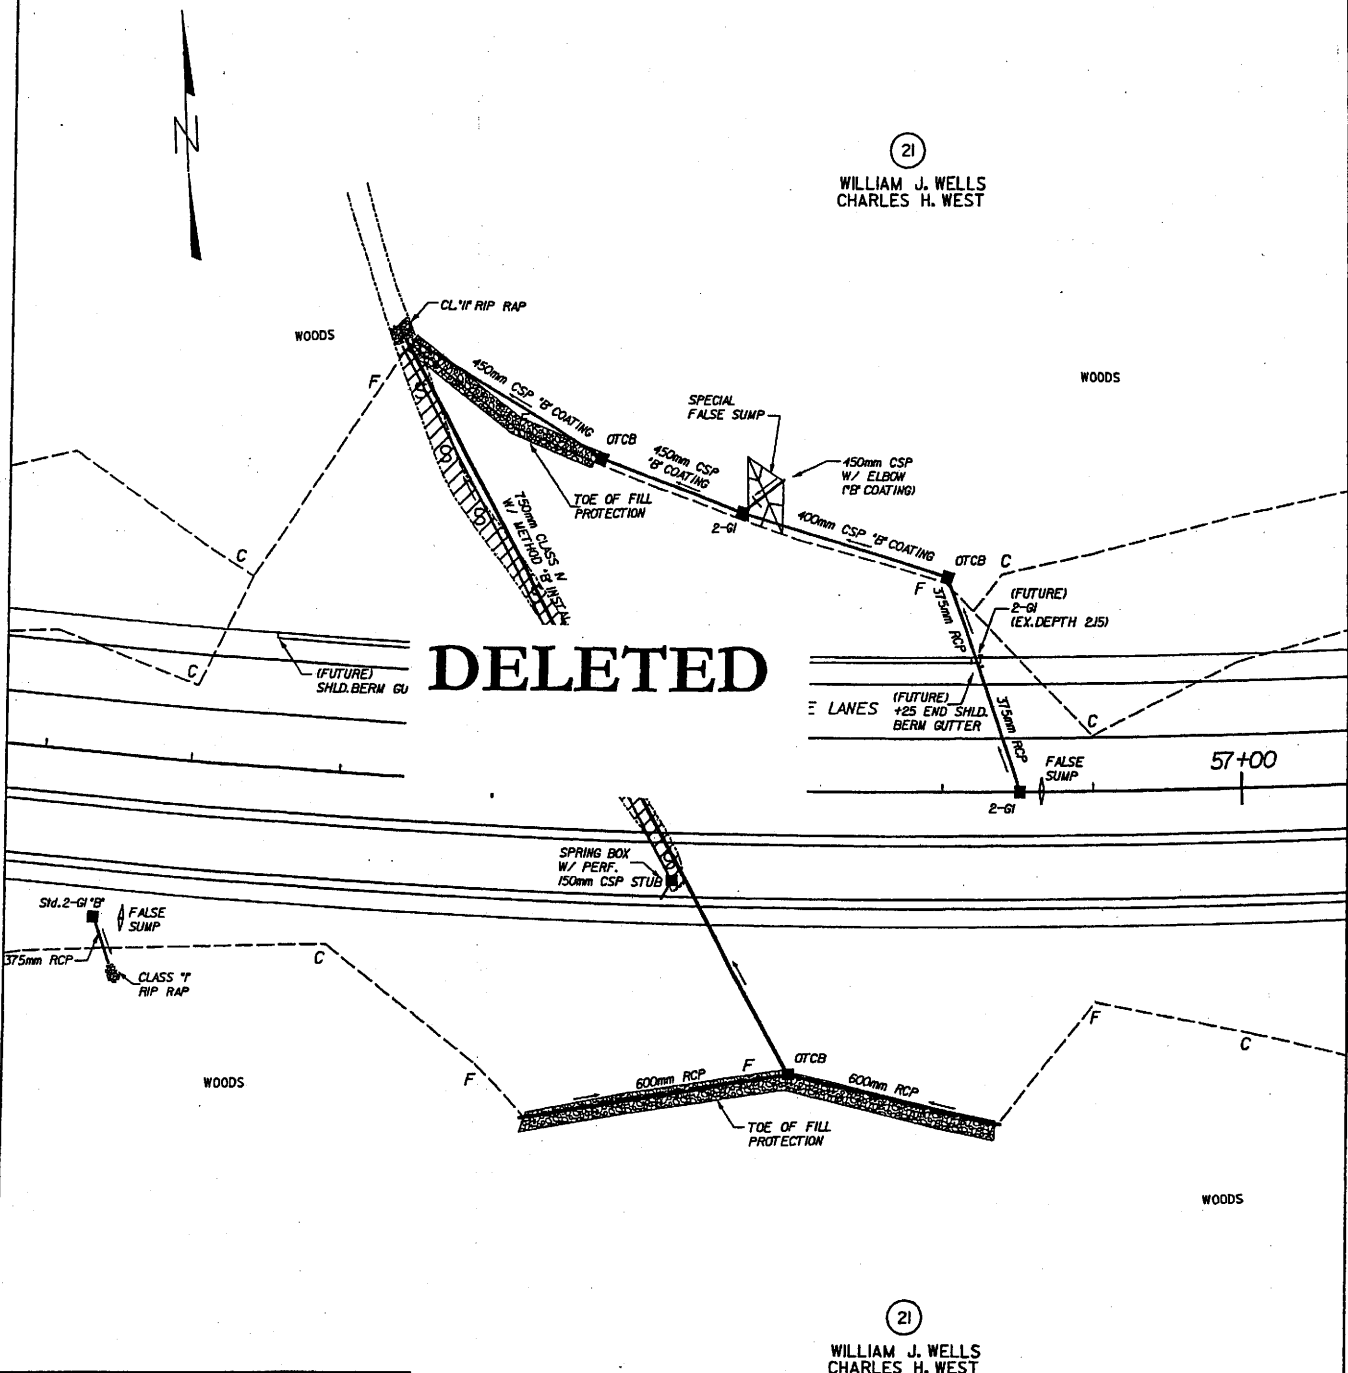 N
21
WILLIAM J. WELLS
CHARLES H. WEST
CL."II" RIP RAP
WOODS
F
450mm CSP "B" COATING
WOODS
SPECIAL
FALSE SUMP
OTCB
450mm CSP
"B" COATING
450mm CSP
W/ ELBOW
("B" COATING)
TOE OF FILL
PROTECTION
750mm CLASS IV
W/ METHOD "B" INSTAL
2-GI
400mm CSP "B" COATING
C
OTCB
C
F
375mm RCP
(FUTURE)
2-GI
(EX.DEPTH 2.15)
C
(FUTURE)
SHLD.BERM GU
DELETED
E LANES
(FUTURE)
+25 END SHLD.
BERM GUTTER
375mm RCP
C
FALSE
SUMP
57+00
2-GI
SPRING BOX
W/ PERF.
150mm CSP STUB
Std.2-GI "B"
FALSE
SUMP
375mm RCP
CLASS "I"
RIP RAP
C
F
C
WOODS
F
600mm RCP
F
OTCB
600mm RCP
TOE OF FILL
PROTECTION
WOODS
21
WILLIAM J. WELLS
CHARLES H. WEST